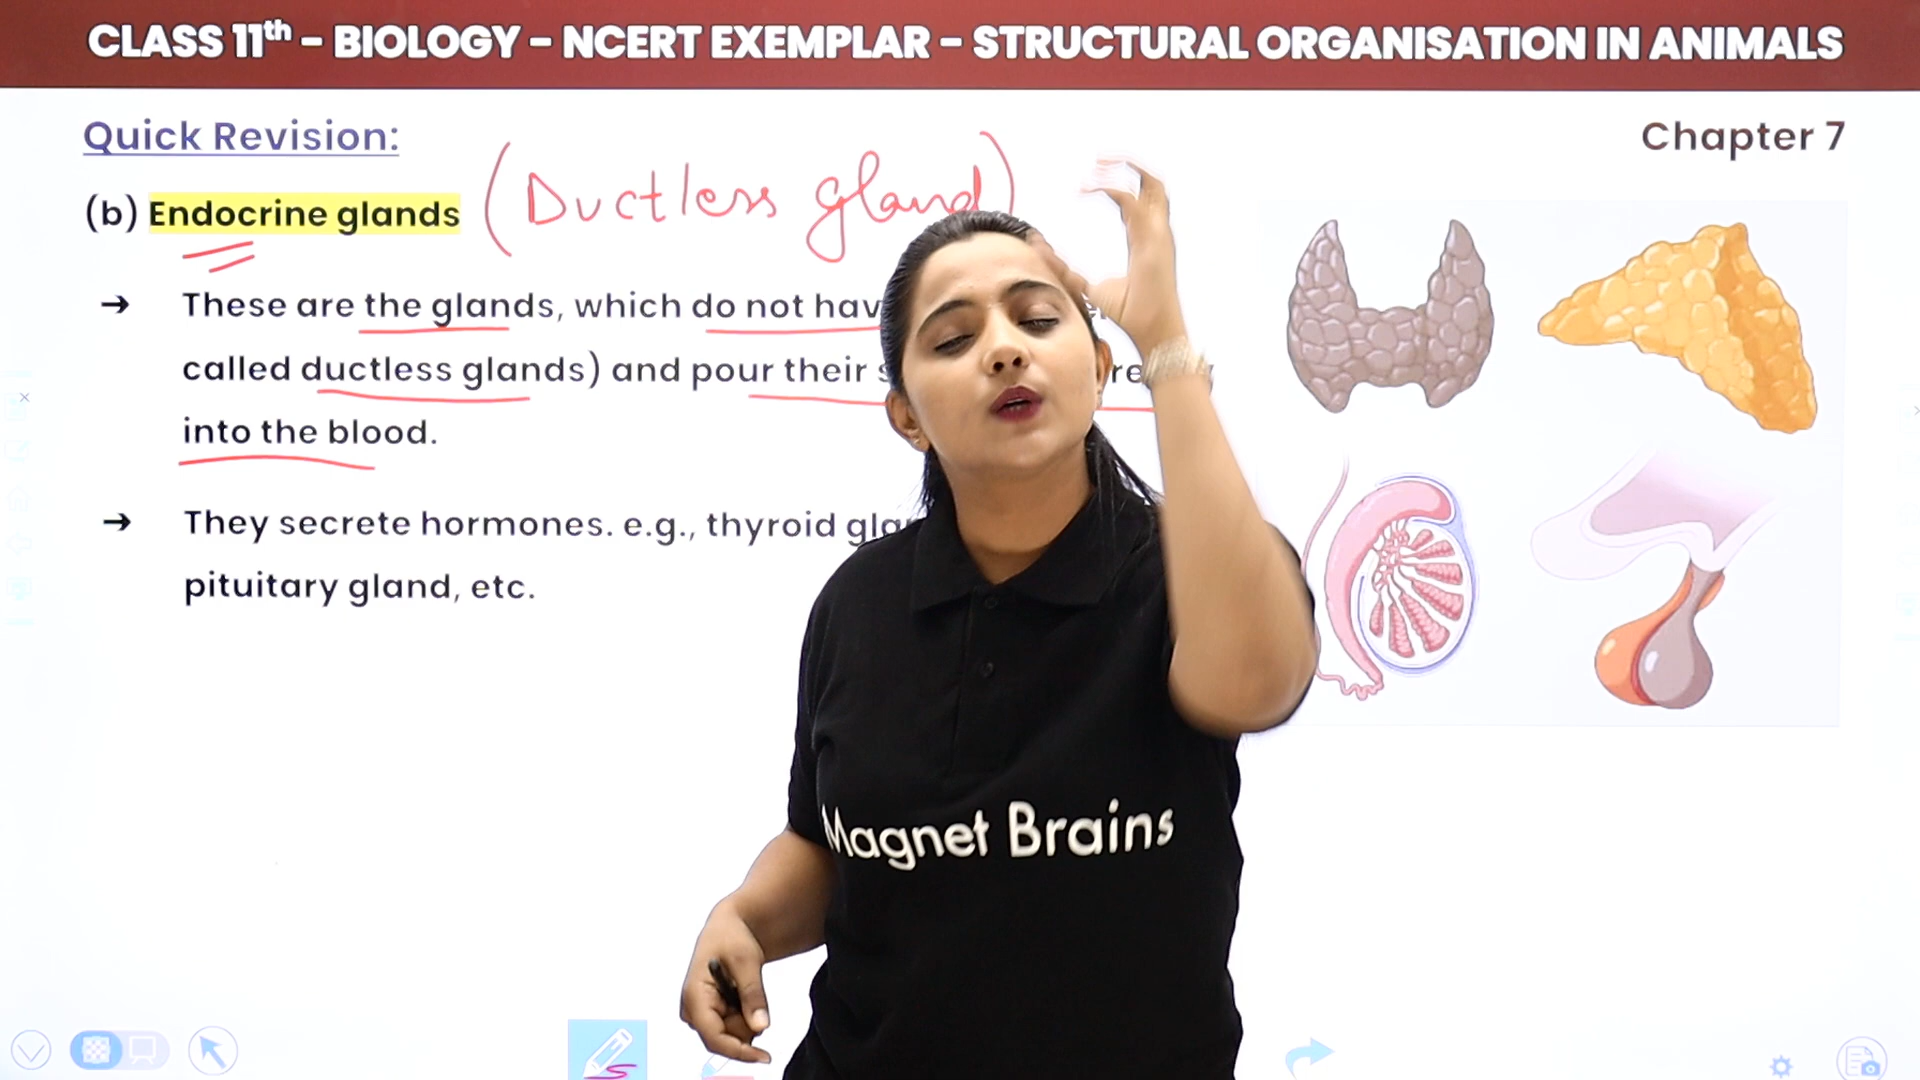 CLASS 11th - BIOLOGY - NCERT EXEMPLAR - STRUCTURAL ORGANISATION IN ANIMALS
Quick Revision:
Chapter 7
(b) Endocrine glands (Ductless gland)
→ These are the glands, which do not
called ductless glands) and pour their
into the blood.
→ They secrete hormones. e.g., thyroid
pituitary gland, etc.
Magnet Brains